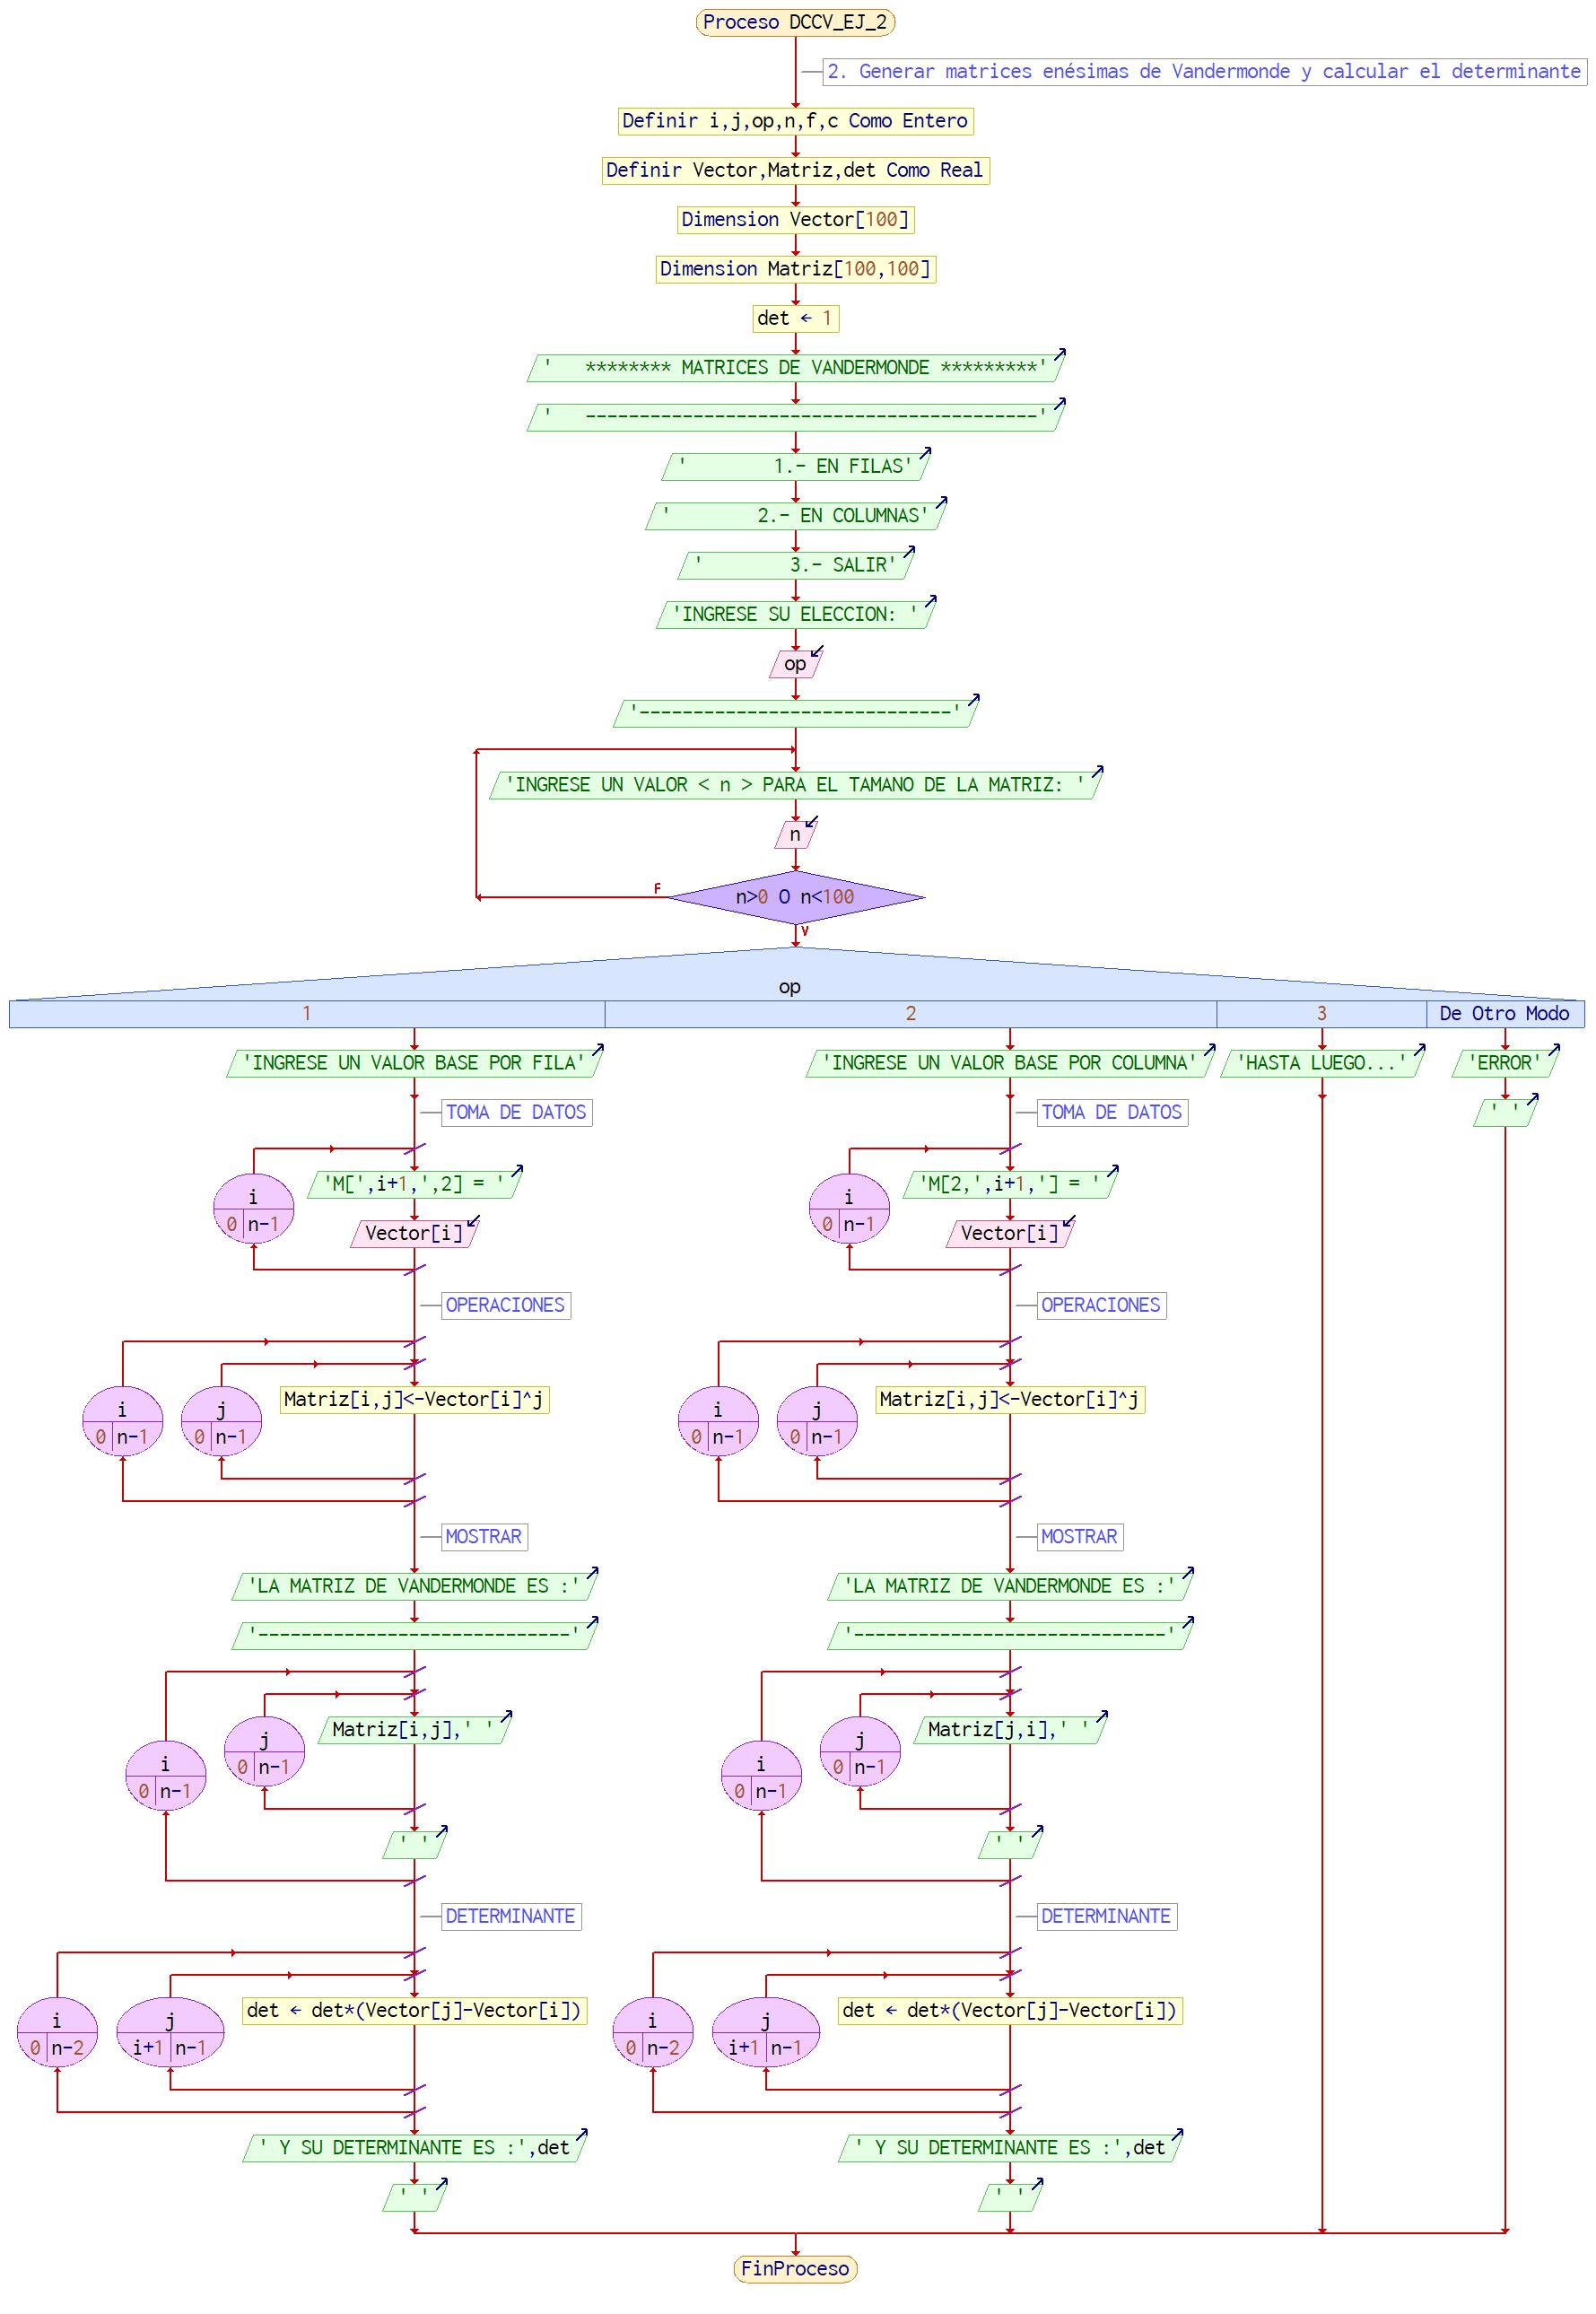 Proceso DCCV_EJ_2
2. Generar matrices enésimas de Vandermonde y calcular el determinante
Definir i,j,op,n,f,c Como Entero
Definir Vector,Matriz,det Como Real
Dimension Vector[100]
Dimension Matriz[100,100]
det ← 1
'   ******** MATRICES DE VANDERMONDE *********'
'   ------------------------------------------'
'        1.- EN FILAS'
'        2.- EN COLUMNAS'
'        3.- SALIR'
'INGRESE SU ELECCION: '
op
'-----------------------------'
'INGRESE UN VALOR < n > PARA EL TAMANO DE LA MATRIZ: '
n
n>0 O n<100
F
V
op
1
2
3
De Otro Modo
'INGRESE UN VALOR BASE POR FILA'
TOMA DE DATOS
i
0 n-1
'M[',i+1,',2] = '
Vector[i]
OPERACIONES
i
0 n-1
j
0 n-1
Matriz[i,j]<-Vector[i]^j
MOSTRAR
'LA MATRIZ DE VANDERMONDE ES :'
'-----------------------------'
i
0 n-1
j
0 n-1
Matriz[i,j],' '
' '
DETERMINANTE
i
0 n-2
j
i+1 n-1
det ← det*(Vector[j]-Vector[i])
' Y SU DETERMINANTE ES :',det
' '
'INGRESE UN VALOR BASE POR COLUMNA'
TOMA DE DATOS
i
0 n-1
'M[2,',i+1,'] = '
Vector[i]
OPERACIONES
i
0 n-1
j
0 n-1
Matriz[i,j]<-Vector[i]^j
MOSTRAR
'LA MATRIZ DE VANDERMONDE ES :'
'-----------------------------'
i
0 n-1
j
0 n-1
Matriz[j,i],' '
' '
DETERMINANTE
i
0 n-2
j
i+1 n-1
det ← det*(Vector[j]-Vector[i])
' Y SU DETERMINANTE ES :',det
' '
'HASTA LUEGO...'
'ERROR'
' '
FinProceso